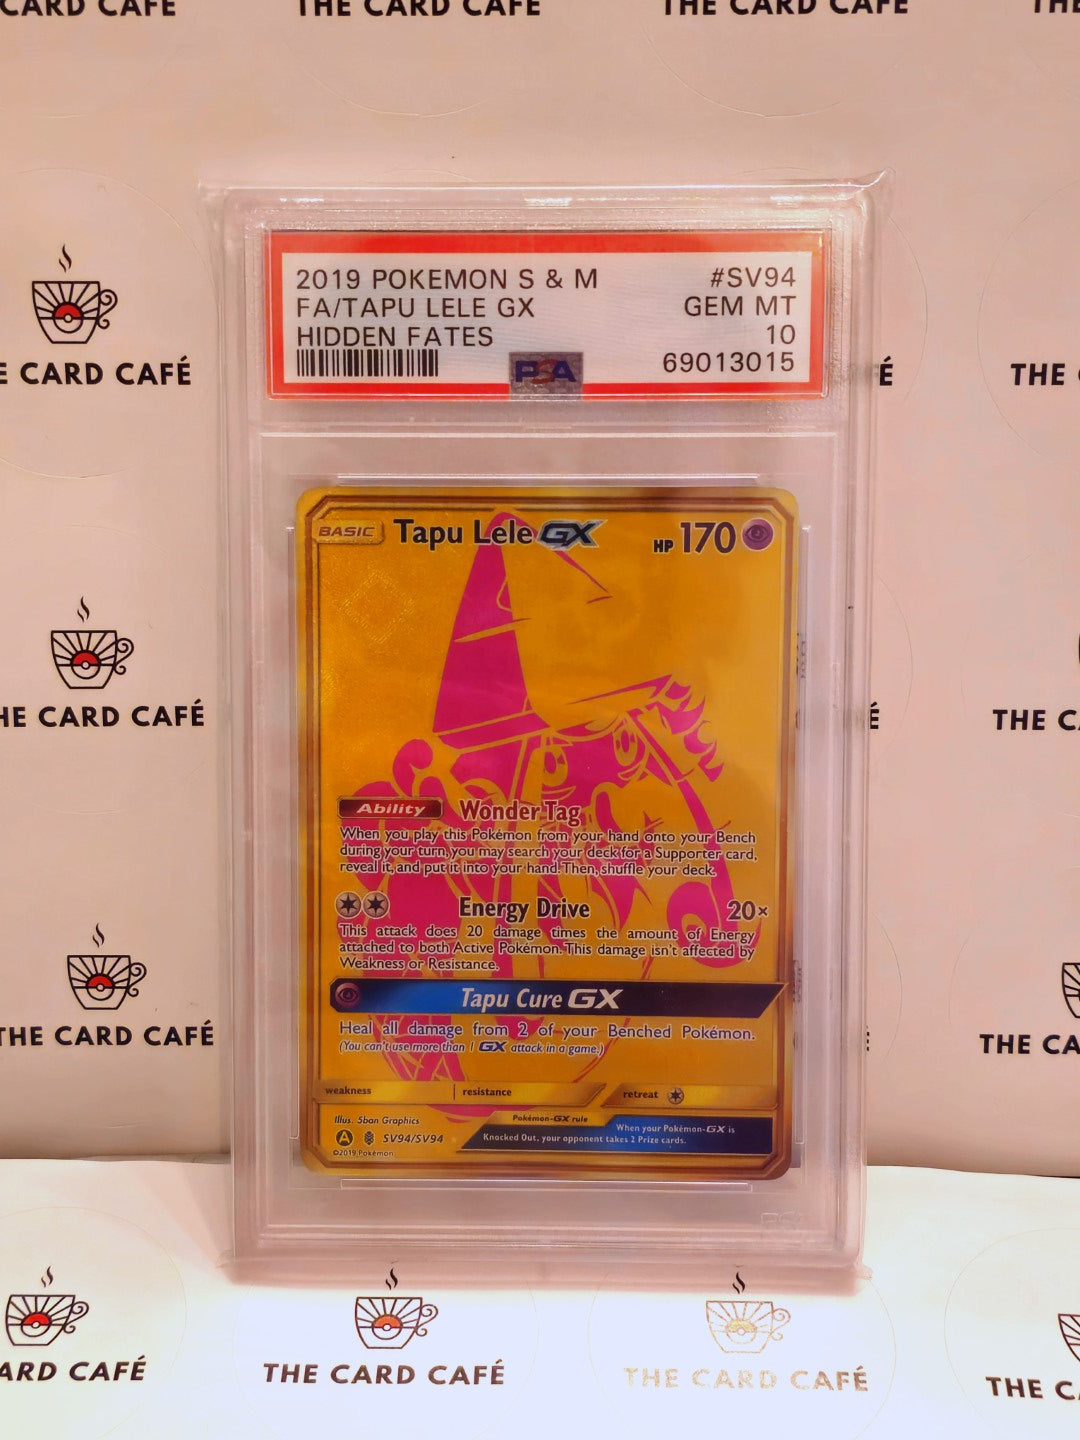 THE CARD CAFÉ
THE CARD CAFÉ
THE CARD CAFÉ
2019 POKEMON S & M #SV94
FA/TAPU LELE GX GEM MT
HIDDEN FATES 10
PSA 69013015
THE CARD CAFÉ
BASIC Tapu Lele GX HP 170
THE CARD CAFÉ
Ability Wonder Tag
When you play this Pokémon from your hand onto your Bench
during your turn, you may search your deck for a Supporter card,
reveal it, and put it into your hand. Then, shuffle your deck.
Energy Drive 20×
This attack does 20 damage times the amount of Energy
attached to both Active Pokémon. This damage isn't affected by
Weakness or Resistance.
Tapu Cure GX
Heal all damage from 2 of your Benched Pokémon.
(You can't use more than 1 GX attack in a game.)
THE CARD CAFÉ
weakness resistance retreat
Illus. 5ban Graphics
A SV94/SV94
©2019 Pokémon
Pokémon-GX rule When your Pokémon-GX is
Knocked Out, your opponent takes 2 Prize cards.
CARD CAFÉ
THE CARD CAFÉ
THE CARD CAFÉ
THE